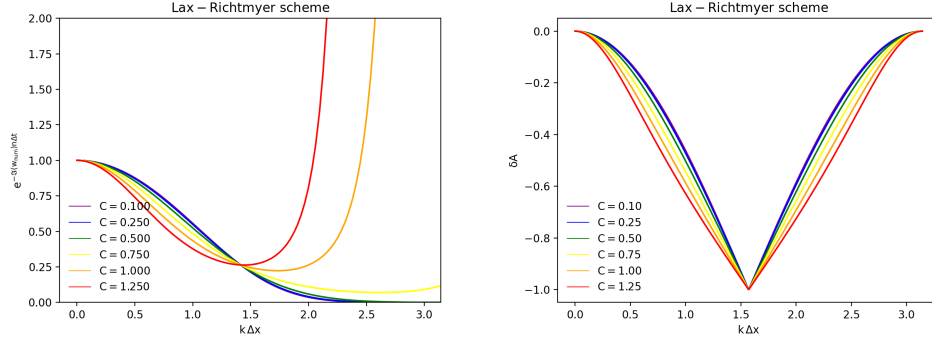 Lax − Richtmyer scheme
2.00
1.75
1.50
1.25
1.00
0.75
0.50
0.25
0.00
C = 0.100
C = 0.250
C = 0.500
C = 0.750
C = 1.000
C = 1.250
0.0 0.5 1.0 1.5 2.0 2.5 3.0
k Δx
Lax − Richtmyer scheme
δA
0.0
−0.2
−0.4
−0.6
−0.8
−1.0
C = 0.10
C = 0.25
C = 0.50
C = 0.75
C = 1.00
C = 1.25
0.0 0.5 1.0 1.5 2.0 2.5 3.0
k Δx